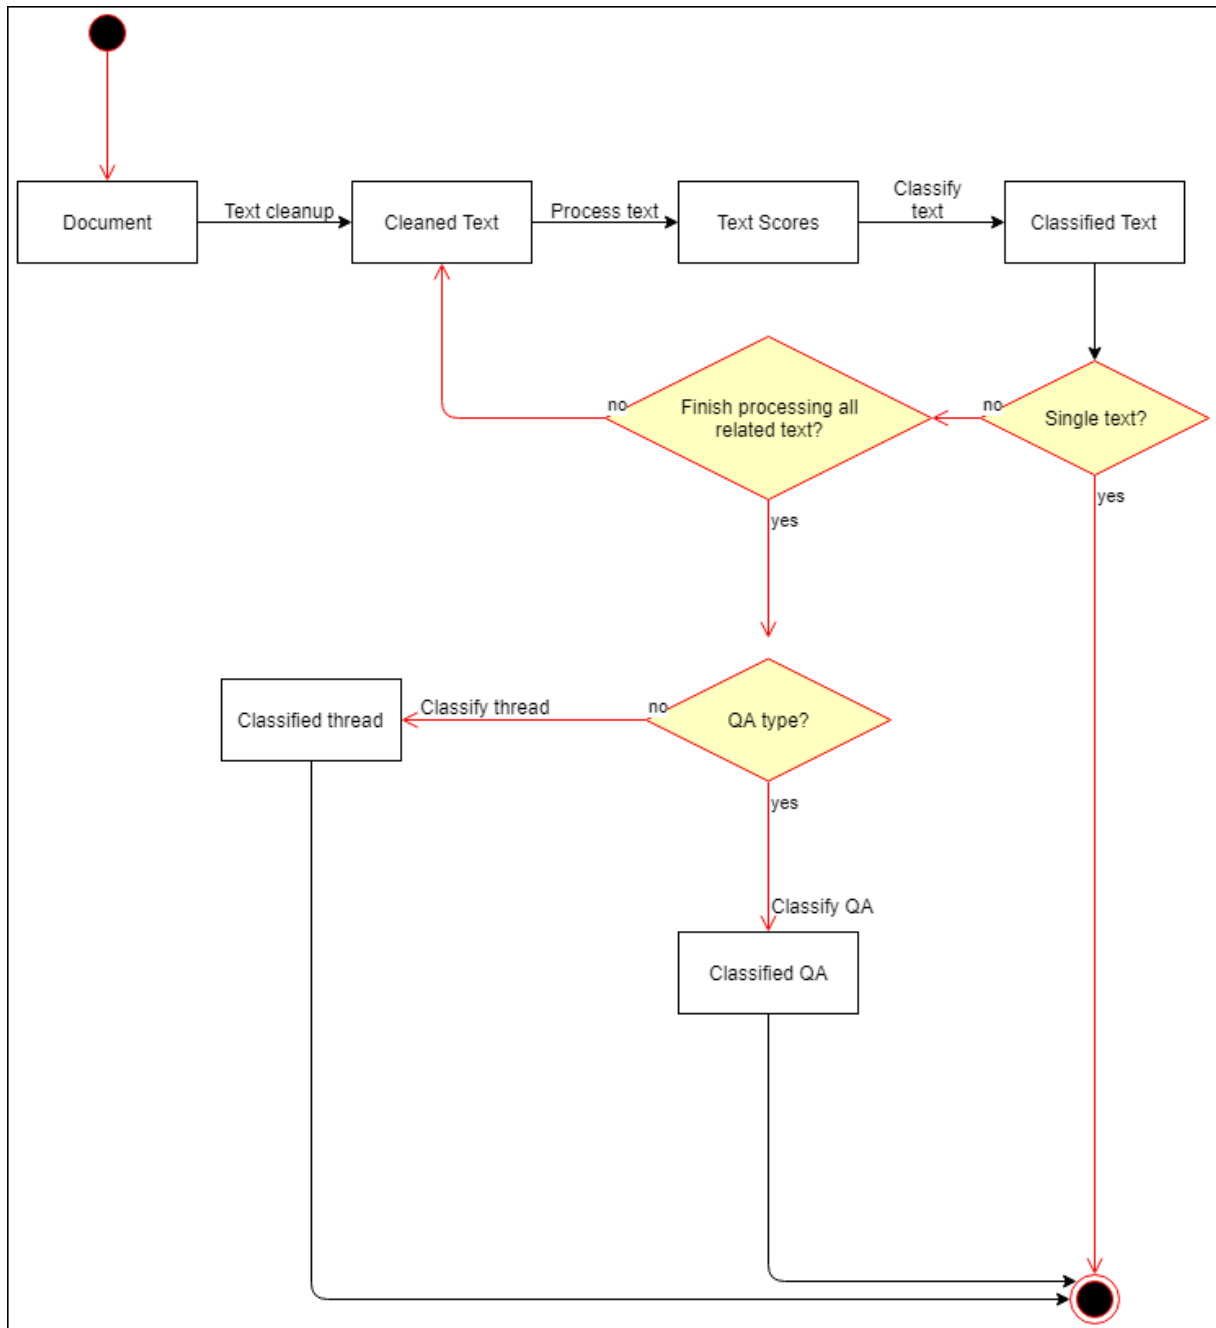 Document
Text cleanup
Cleaned Text
Process text
Text Scores
Classify
text
Classified Text
no
Finish processing all
related text?
no
Single text?
yes
yes
Classified thread
Classify thread
no
QA type?
yes
Classify QA
Classified QA